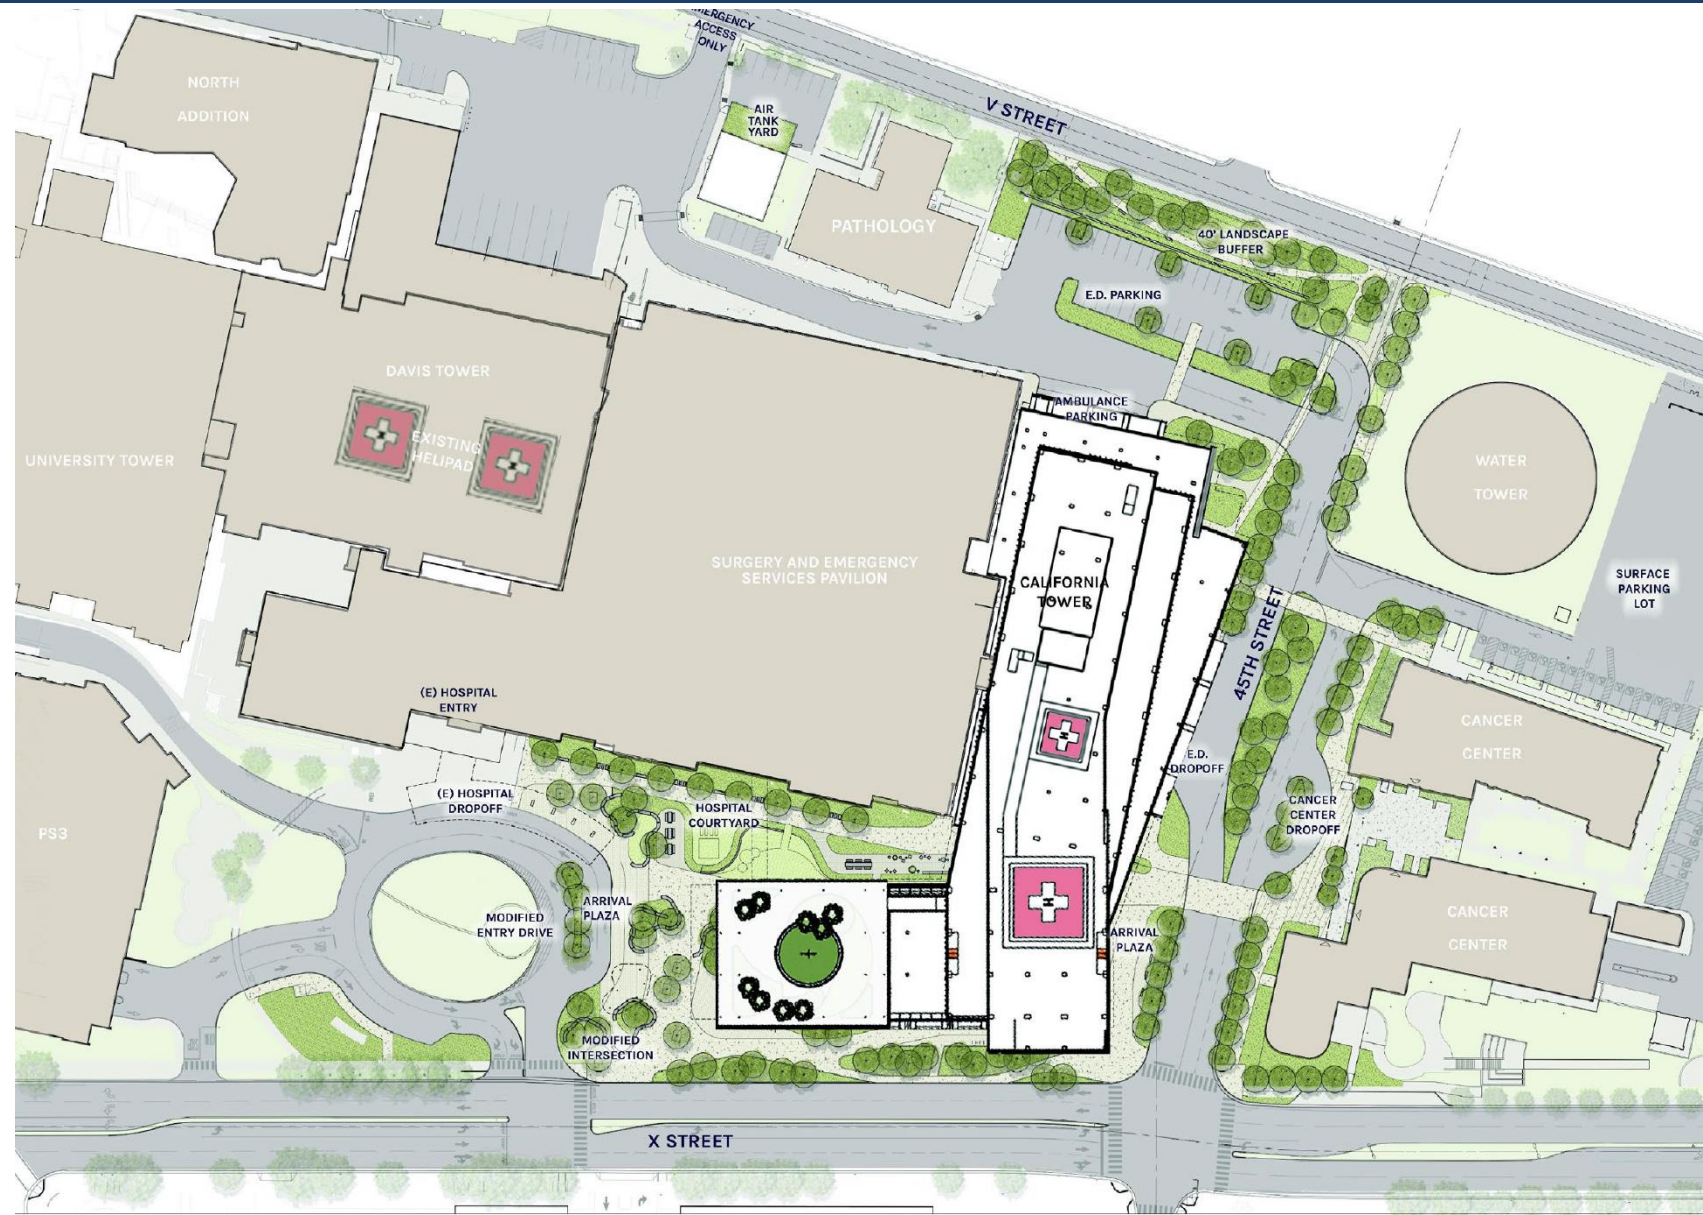 EMERGENCY
ACCESS
ONLY
NORTH
ADDITION
AIR
TANK
YARD
V STREET
PATHOLOGY
40' LANDSCAPE
BUFFER
E.D. PARKING
DAVIS TOWER
AMBULANCE
PARKING
EXISTING
HELIPAD
UNIVERSITY TOWER
WATER
TOWER
SURGERY AND EMERGENCY
SERVICES PAVILION
CALIFORNIA
TOWER
SURFACE
PARKING
LOT
45TH STREET
(E) HOSPITAL
ENTRY
CANCER
CENTER
E.D.
DROPOFF
(E) HOSPITAL
DROPOFF
HOSPITAL
COURTYARD
CANCER
CENTER
DROPOFF
PS3
MODIFIED
ENTRY DRIVE
ARRIVAL
PLAZA
ARRIVAL
PLAZA
CANCER
CENTER
MODIFIED
INTERSECTION
X STREET
H
H
H
H